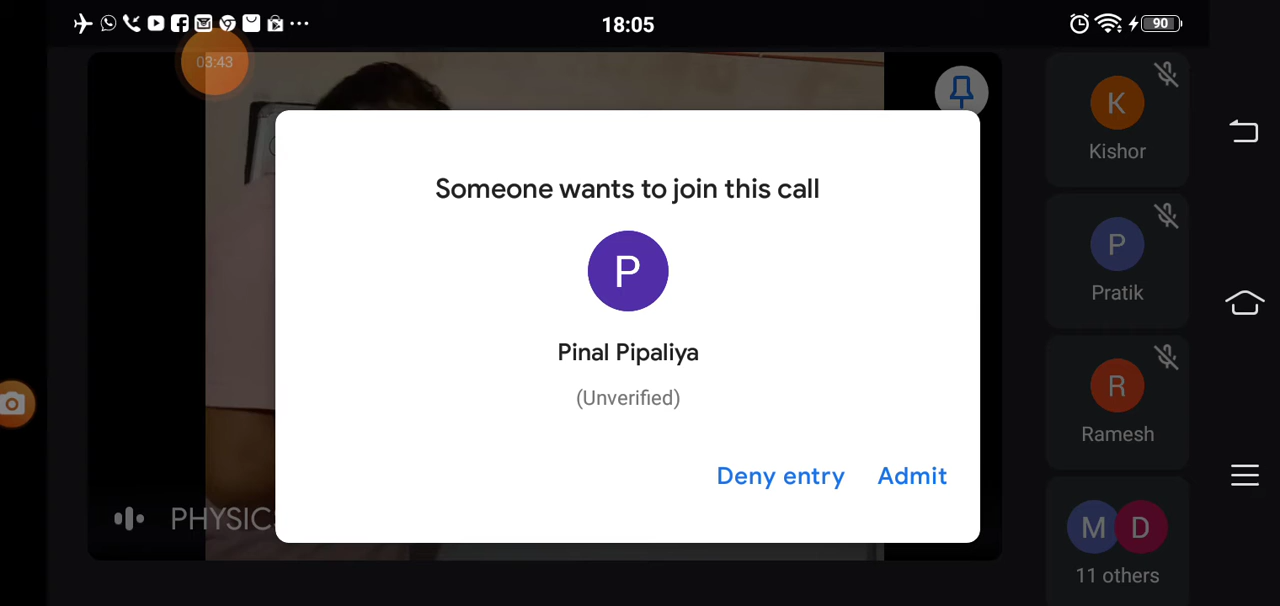 18:05
90
03:43
Someone wants to join this call
P
Pinal Pipaliya
(Unverified)
Deny entry
Admit
PHYSICS
K
Kishor
P
Pratik
R
Ramesh
M
D
11 others